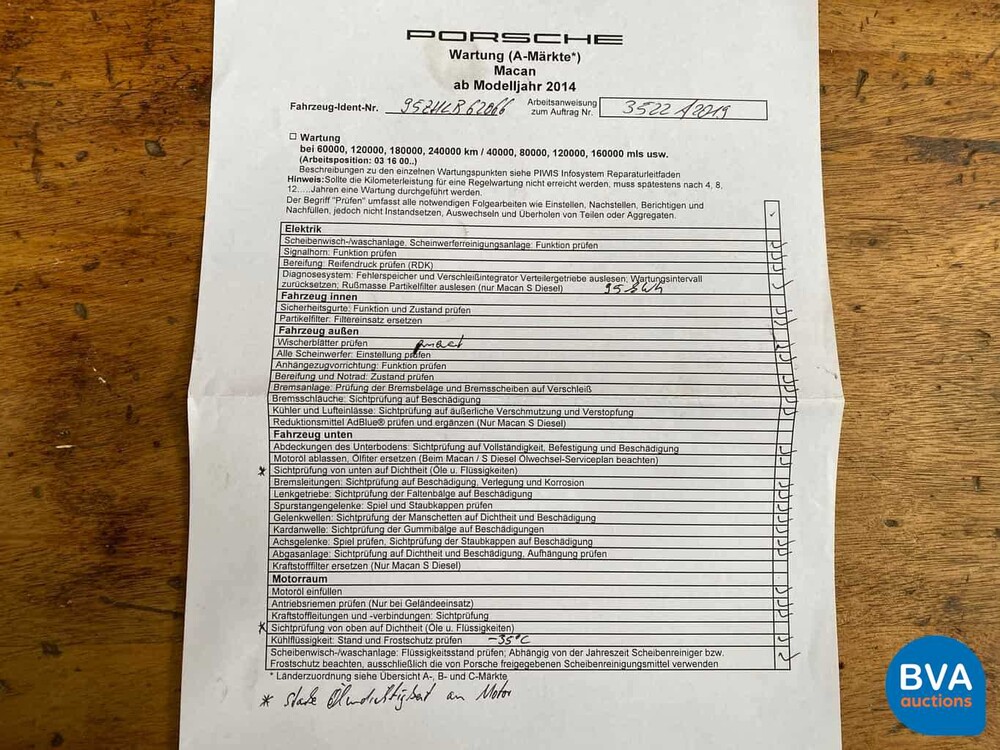 PORSCHE
Wartung (A-Märkte*)
Macan
ab Modelljahr 2014
Fahrzeug-Ident-Nr. Arbeitsanweisung
zum Auftrag Nr. 3522 A2019
Wartung
bei 60000, 120000, 180000, 240000 km / 40000, 80000, 120000, 160000 mls usw.
(Arbeitsposition: 03 16 00..)
Beschreibungen zu den einzelnen Wartungspunkten siehe PIWIS Infosystem Reparaturleitfaden
Hinweis: Sollte die Kilometerleistung für eine Regelwartung nicht erreicht werden, muss spätestens nach 4, 8,
12…..Jahren eine Wartung durchgeführt werden.
Der Begriff "Prüfen" umfasst alle notwendigen Folgearbeiten wie Einstellen, Nachstellen, Berichtigen und
Nachfüllen, jedoch nicht Instandsetzen, Auswechseln und Überholen von Teilen oder Aggregaten.
Elektrik
Scheibenwisch-/waschanlage, Scheinwerferreinigungsanlage: Funktion prüfen
Signalhorn: Funktion prüfen
Bereifung: Reifendruck prüfen (RDK)
Diagnosesystem: Fehlerspeicher und Verschleißintegrator Verteilergetriebe auslesen; Wartungsintervall
zurücksetzen; Rußmasse Partikelfilter auslesen (nur Macan S Diesel)
Fahrzeug innen
Sicherheitsgurte: Funktion und Zustand prüfen
Partikelfilter: Filtereinsatz ersetzen
Fahrzeug außen
Wischerblätter prüfen
Alle Scheinwerfer: Einstellung prüfen
Anhängezugvorrichtung: Funktion prüfen
Bereifung und Notrad: Zustand prüfen
Bremsanlage: Prüfung der Bremsbeläge und Bremsscheiben auf Verschleiß
Bremsschläuche: Sichtprüfung auf Beschädigung
Kühler und Lufteinlässe: Sichtprüfung auf äußerliche Verschmutzung und Verstopfung
Reduktionsmittel AdBlue® prüfen und ergänzen (Nur Macan S Diesel)
Fahrzeug unten
Abdeckungen des Unterbodens: Sichtprüfung auf Vollständigkeit, Befestigung und Beschädigung
Motoröl ablassen, Ölfilter ersetzen (Beim Macan / S Diesel Ölwechsel-Serviceplan beachten)
* Sichtprüfung von unten auf Dichtheit (Öle u. Flüssigkeiten)
Bremsleitungen: Sichtprüfung auf Beschädigung, Verlegung und Korrosion
Lenkgetriebe: Sichtprüfung der Faltenbälge auf Beschädigung
Spurstangengelenke: Spiel und Staubkappen prüfen
Gelenkwellen: Sichtprüfung der Manschetten auf Dichtheit und Beschädigung
Kardanwelle: Sichtprüfung der Gummibälge auf Beschädigungen
Achsgelenke: Spiel prüfen, Sichtprüfung der Staubkappen auf Beschädigung
Abgasanlage: Sichtprüfung auf Dichtheit und Beschädigung, Aufhängung prüfen
Kraftstofffilter ersetzen (Nur Macan S Diesel)
Motorraum
Motoröl einfüllen
Antriebsriemen prüfen (Nur bei Geländeeinsatz)
Kraftstoffleitungen und -verbindungen: Sichtprüfung
* Sichtprüfung von oben auf Dichtheit (Öle u. Flüssigkeiten)
Kühlflüssigkeit: Stand und Frostschutz prüfen -35°C
Scheibenwisch-/waschanlage: Flüssigkeitsstand prüfen; Abhängig von der Jahreszeit Scheibenreiniger bzw.
Frostschutz beachten, ausschließlich die von Porsche freigegebenen Scheibenreinigungsmittel verwenden
* Länderzuordnung siehe Übersicht A-, B- und C-Märkte
* starke Ölundichtigkeit an Motor
BVA
auctions